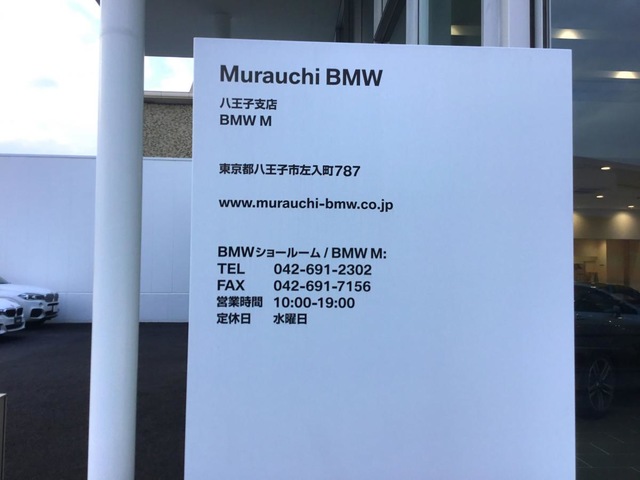 Murauchi BMW
八王子支店
BMW M
東京都八王子市左入町787
www.murauchi-bmw.co.jp
BMWショールーム / BMW M:
TEL 042-691-2302
FAX 042-691-7156
営業時間 10:00-19:00
定休日 水曜日